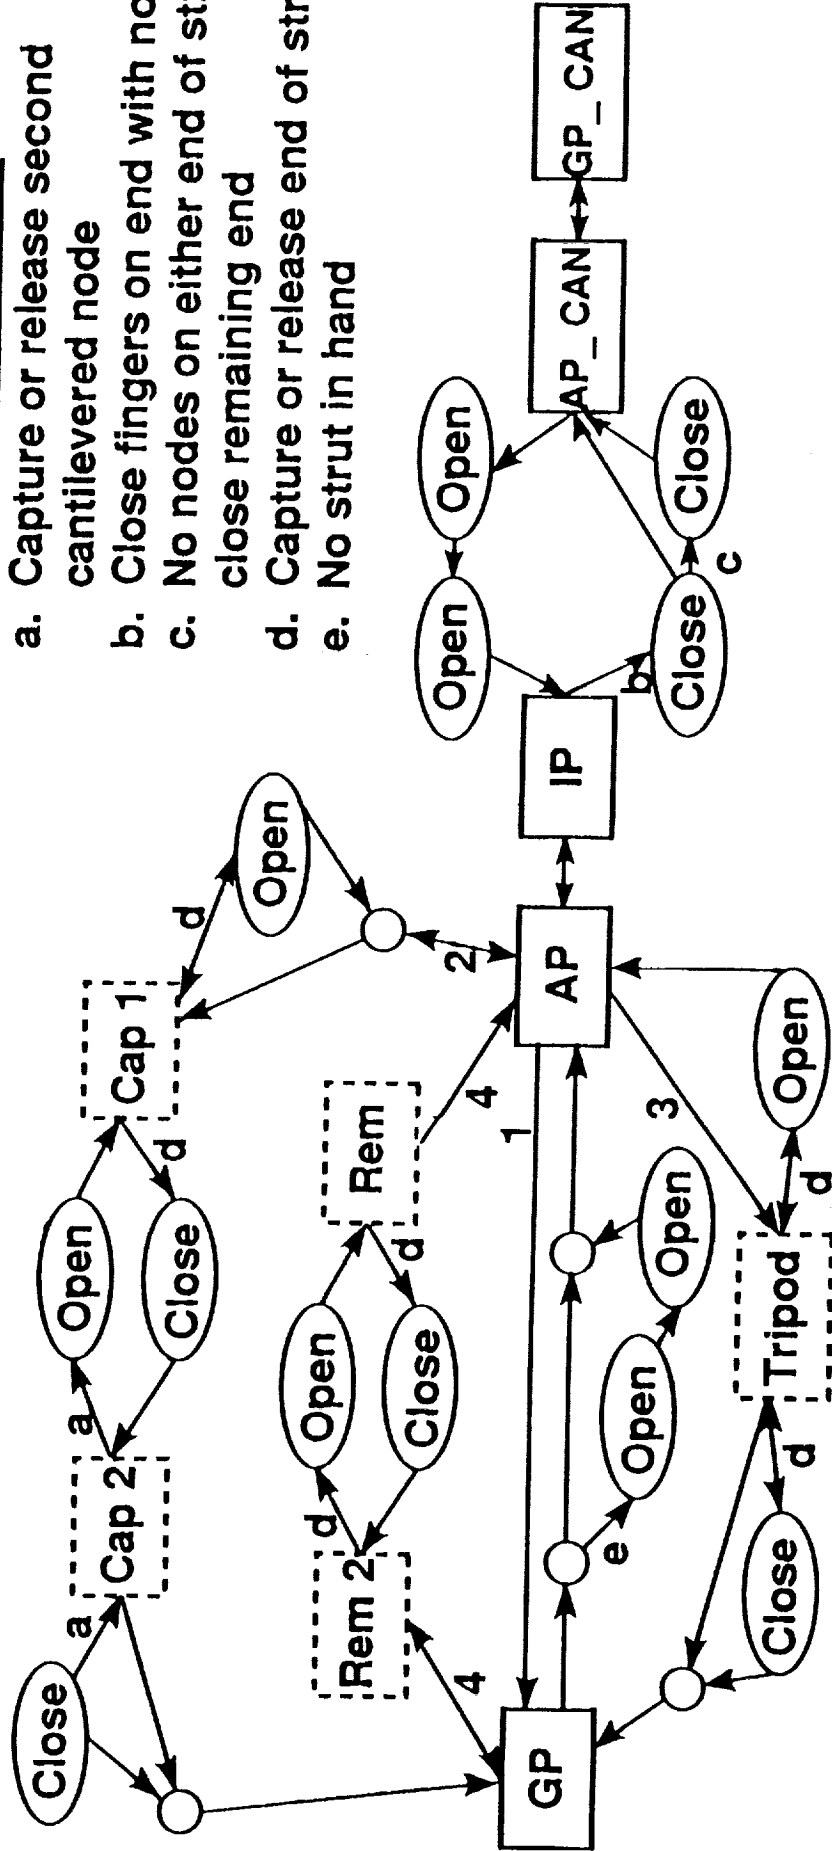 a. Capture or release second
cantilevered node
b. Close fingers on end with no
c. No nodes on either end of st
close remaining end
d. Capture or release end of str
e. No strut in hand
Close
a
Cap 2
a
Open
Close
d
Cap 1
d
Open
Rem 2
d
Open
Close
d
Rem
4
4
2
1
GP
AP
IP
Open
Open
AP_CAN
GP_CAN
b
Close
c
Close
e
Open
Open
3
Close
d
Tripod
d
Open